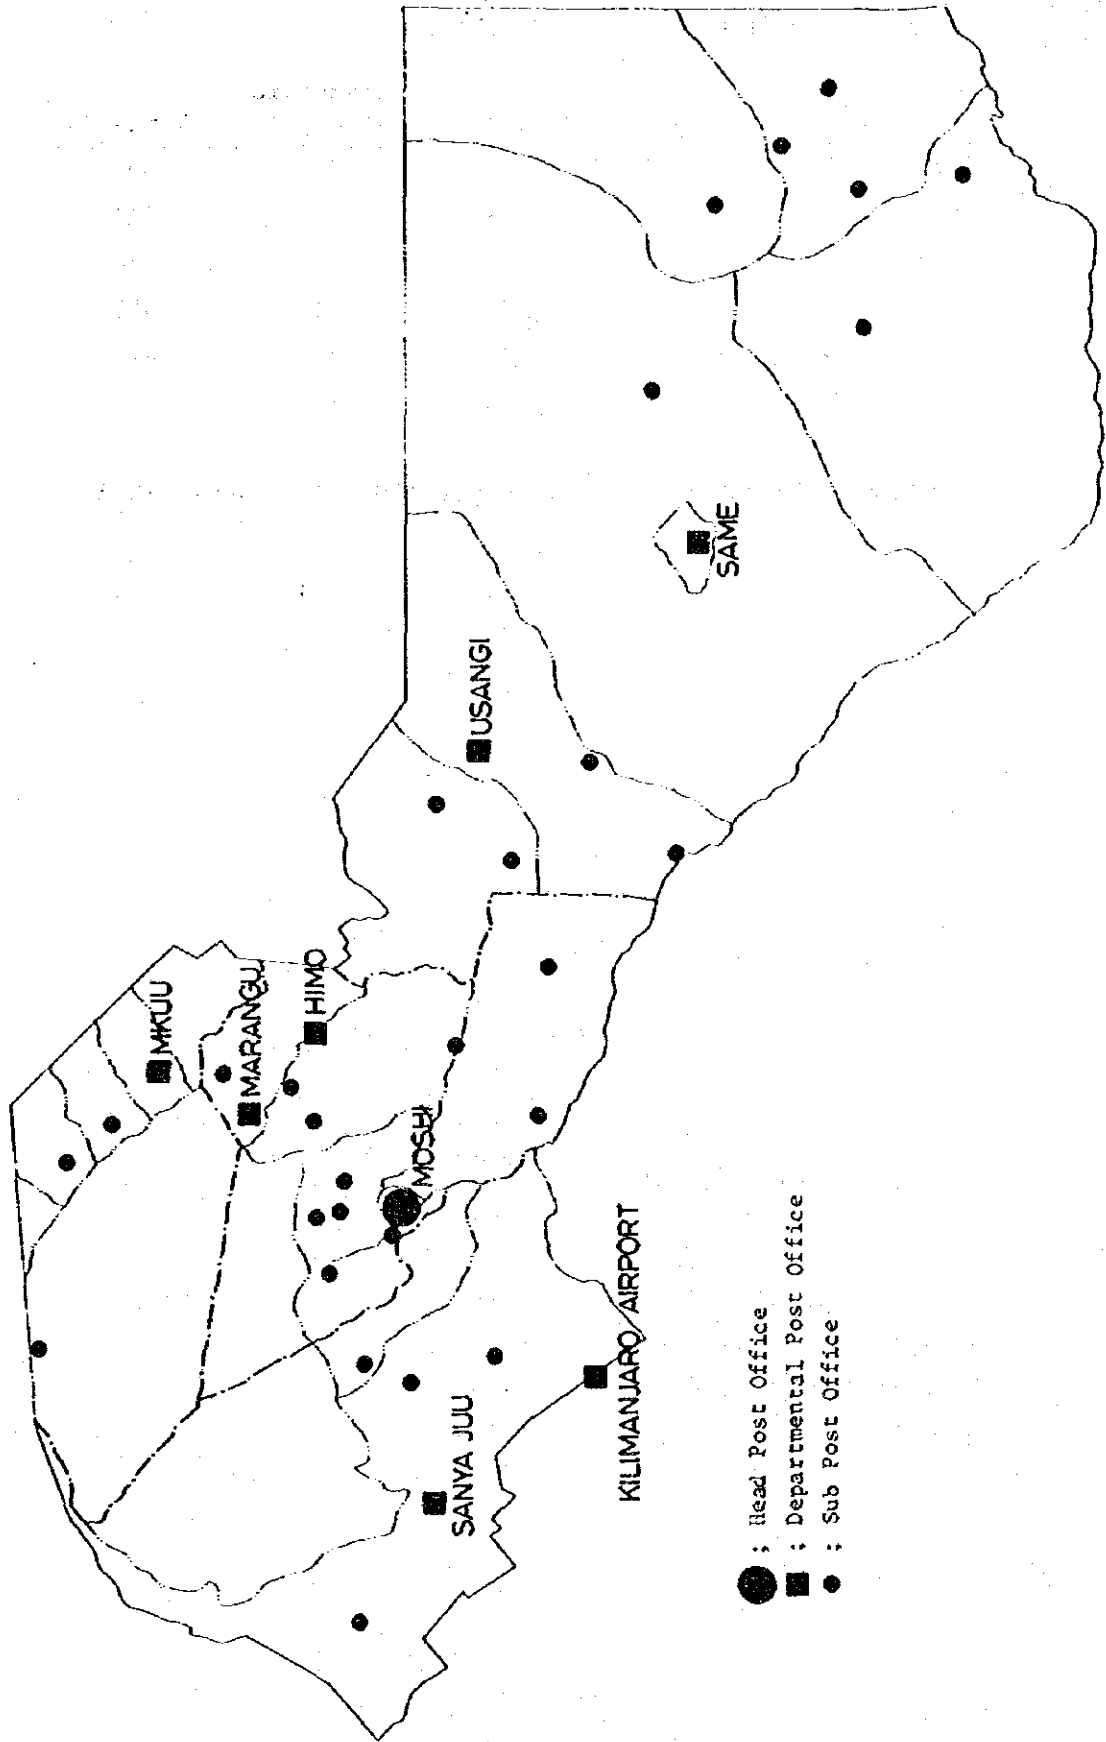 MKUU
MARANGU
HIMO
USANGI
SAME
MOSHI
SANYA JUU
KILIMANJARO AIRPORT
; Head Post Office
; Departmental Post Office
; Sub Post Office